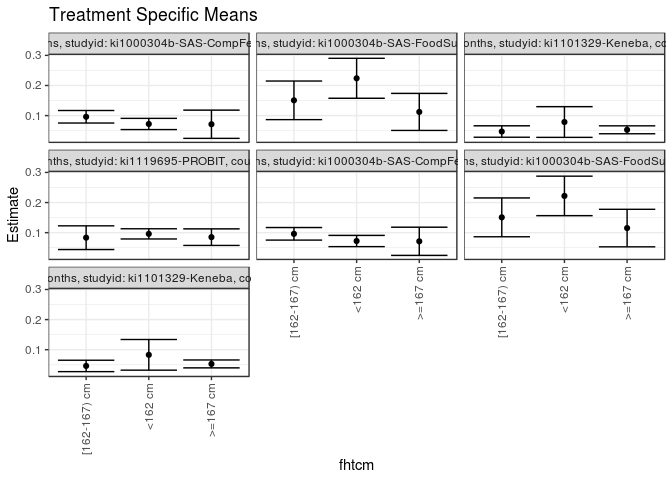 Treatment Specific Means
ns, studyid: ki1000304b-SAS-CompFe
ns, studyid: ki1000304b-SAS-FoodSu
onths, studyid: ki1101329-Keneba, co
0.3
0.2
0.1
nths, studyid: ki1119695-PROBIT, cou
ns, studyid: ki1000304b-SAS-CompFe
ns, studyid: ki1000304b-SAS-FoodSu
0.3
0.2
0.1
Estimate
onths, studyid: ki1101329-Keneba, co
0.3
0.2
0.1
[162-167) cm
<162 cm
>=167 cm
[162-167) cm
<162 cm
>=167 cm
[162-167) cm
<162 cm
>=167 cm
fhtcm